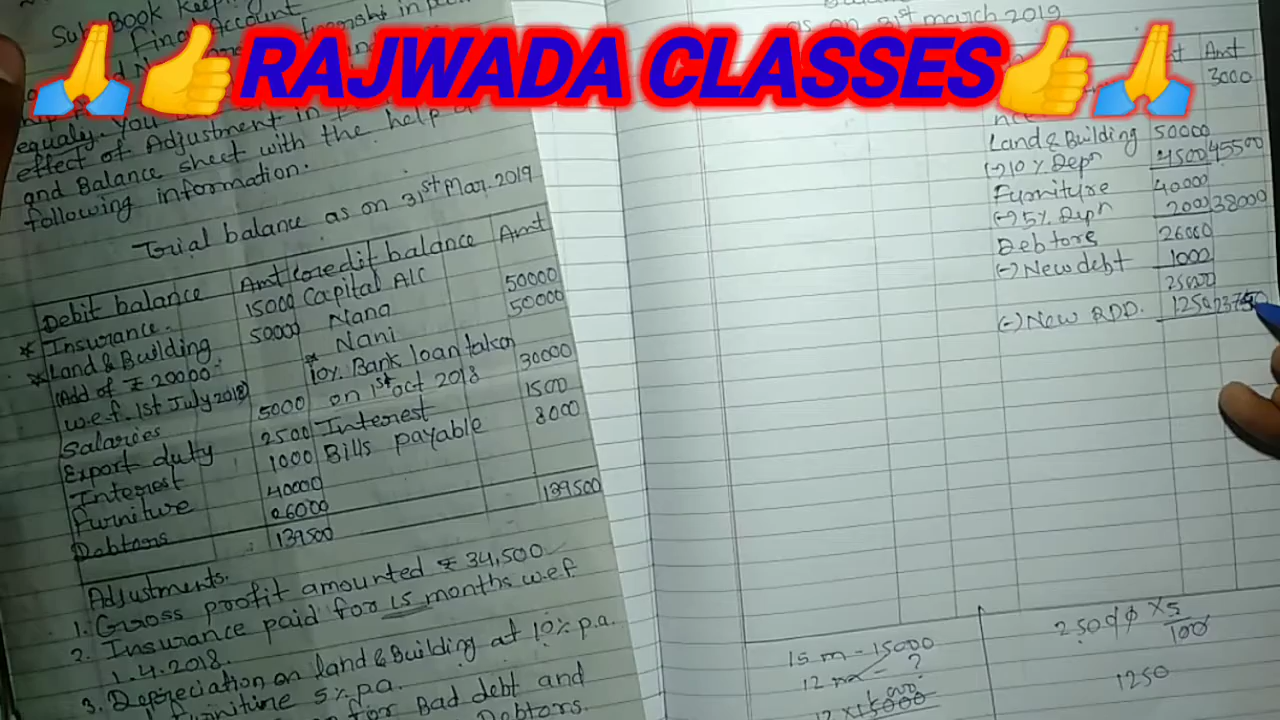 RAJWADA CLASSES
Sub: Book Keeping
Final Account
equaly. You
effect of Adjustment in
and Balance sheet with the help
following information.
Trial balance as on 31st Mar. 2019
Debit balance Amt Credit balance Amt
* Insurance. 15000 Capital A/c
* Land & Building 50000 Nana 50000
(Add of ₹ 20000 * Nani 50000
w.e.f. 1st July 2018) 10% Bank loan taken
Salaries 5000 on 1st Oct 2018 30000
Export duty 2500 Interest 1500
Interest 1000 Bills payable 8000
Furniture 40000
Debtors 26000
139500 139500
Adjustments.
1. Gross profit amounted ₹ 34,500
2. Insurance paid for 15 months w.e.f
1.4.2018.
3. Depreciation on land & Building at 10% p.a.
Furniture 5% p.a.
for Bad debt and
Debtors.
as on 31st march 2019
Amt
3000
Land & Building 50000
(-) 10% Depn 4500 45500
Furniture 40000
(-) 5% Depn 2000 38000
Debtors 26000
(-) New debt 1000
25000
(-) New RDD. 1250 23750
15 m - 15000
12 m - ?
12 x 15000
25000 x 5
100
1250